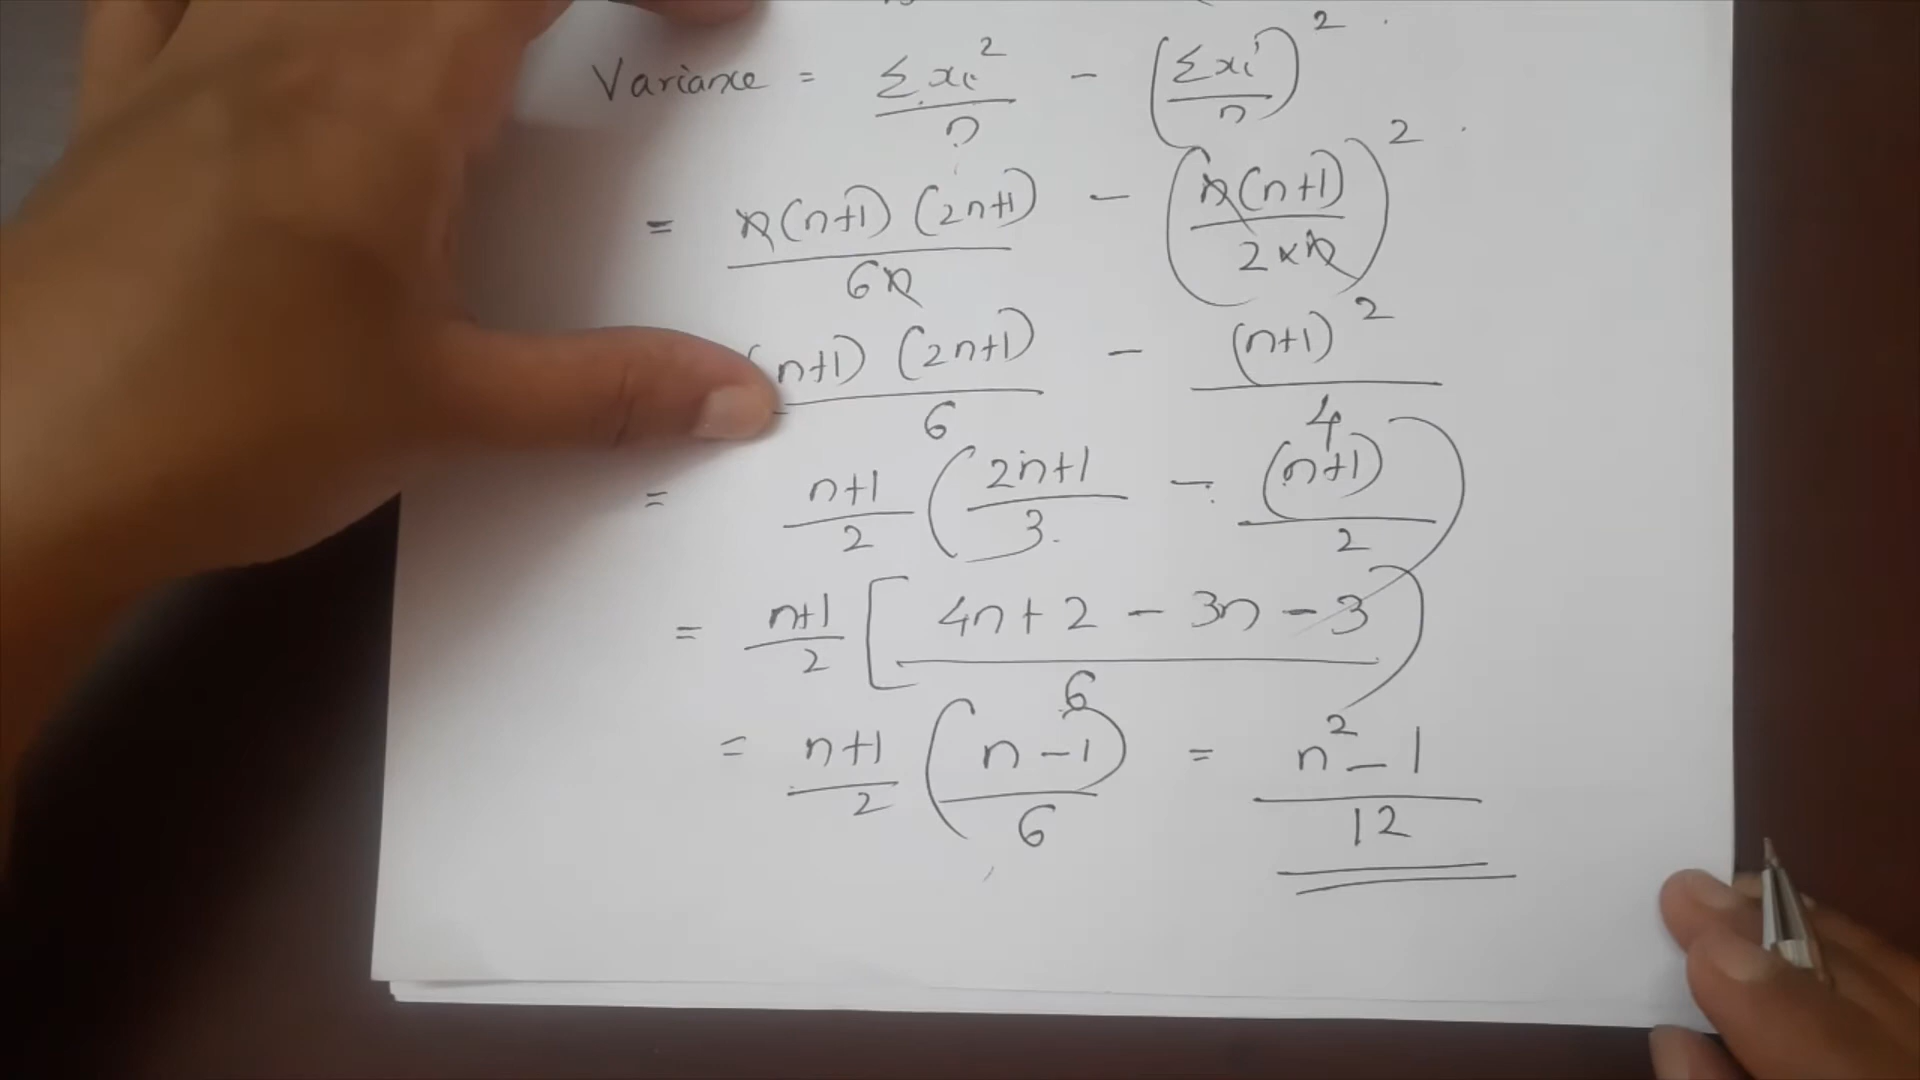 Variance = Σxi²/n - (Σxi/n)²
= n(n+1)(2n+1)/6n - (n(n+1)/2×n)²
(n+1)(2n+1)/6 - (n+1)²/4
= n+1/2 (2n+1/3 - (n+1)/2)
= n+1/2 [4n+2-3n-3/6)
= n+1/2 (n-1/6) = n²-1/12